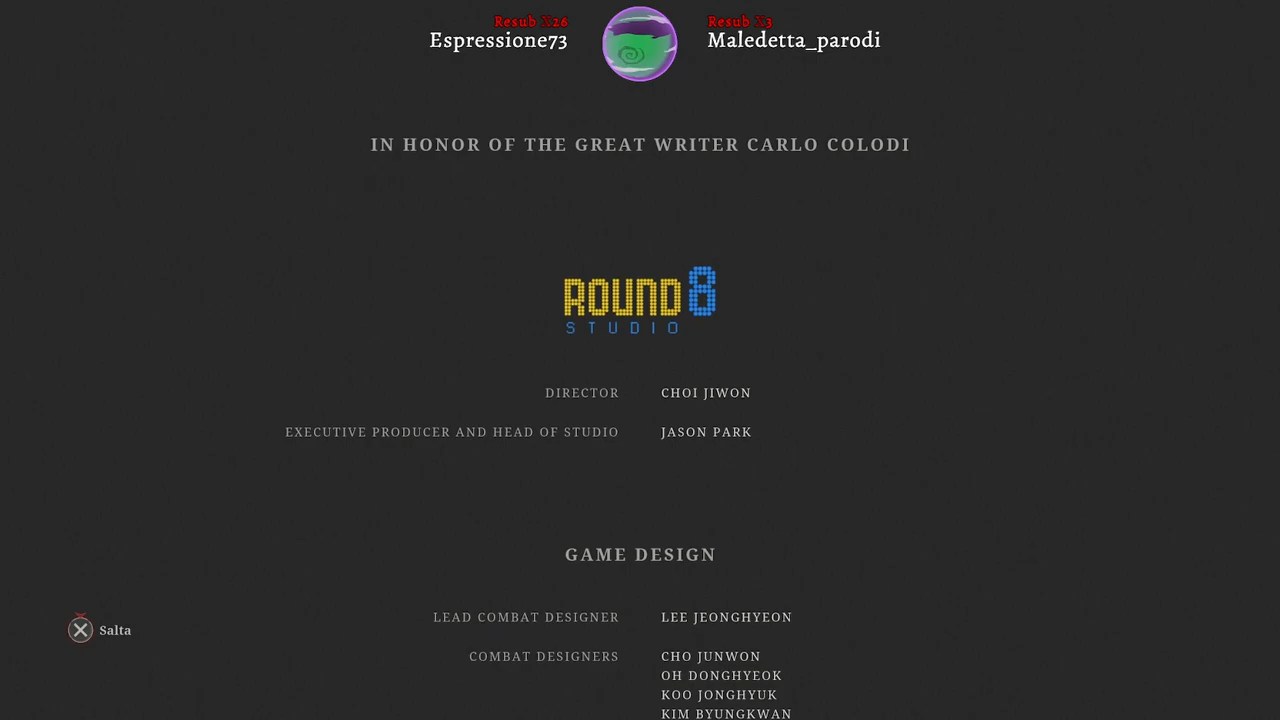 Resub X26
Espressione73
Resub X3
Maledetta_parodi
IN HONOR OF THE GREAT WRITER CARLO COLODI
ROUND8
STUDIO
DIRECTOR CHOI JIWON
EXECUTIVE PRODUCER AND HEAD OF STUDIO JASON PARK
GAME DESIGN
LEAD COMBAT DESIGNER LEE JEONGHYEON
COMBAT DESIGNERS CHO JUNWON
OH DONGHYEOK
KOO JONGHYUK
KIM BYUNGKWAN
Salta